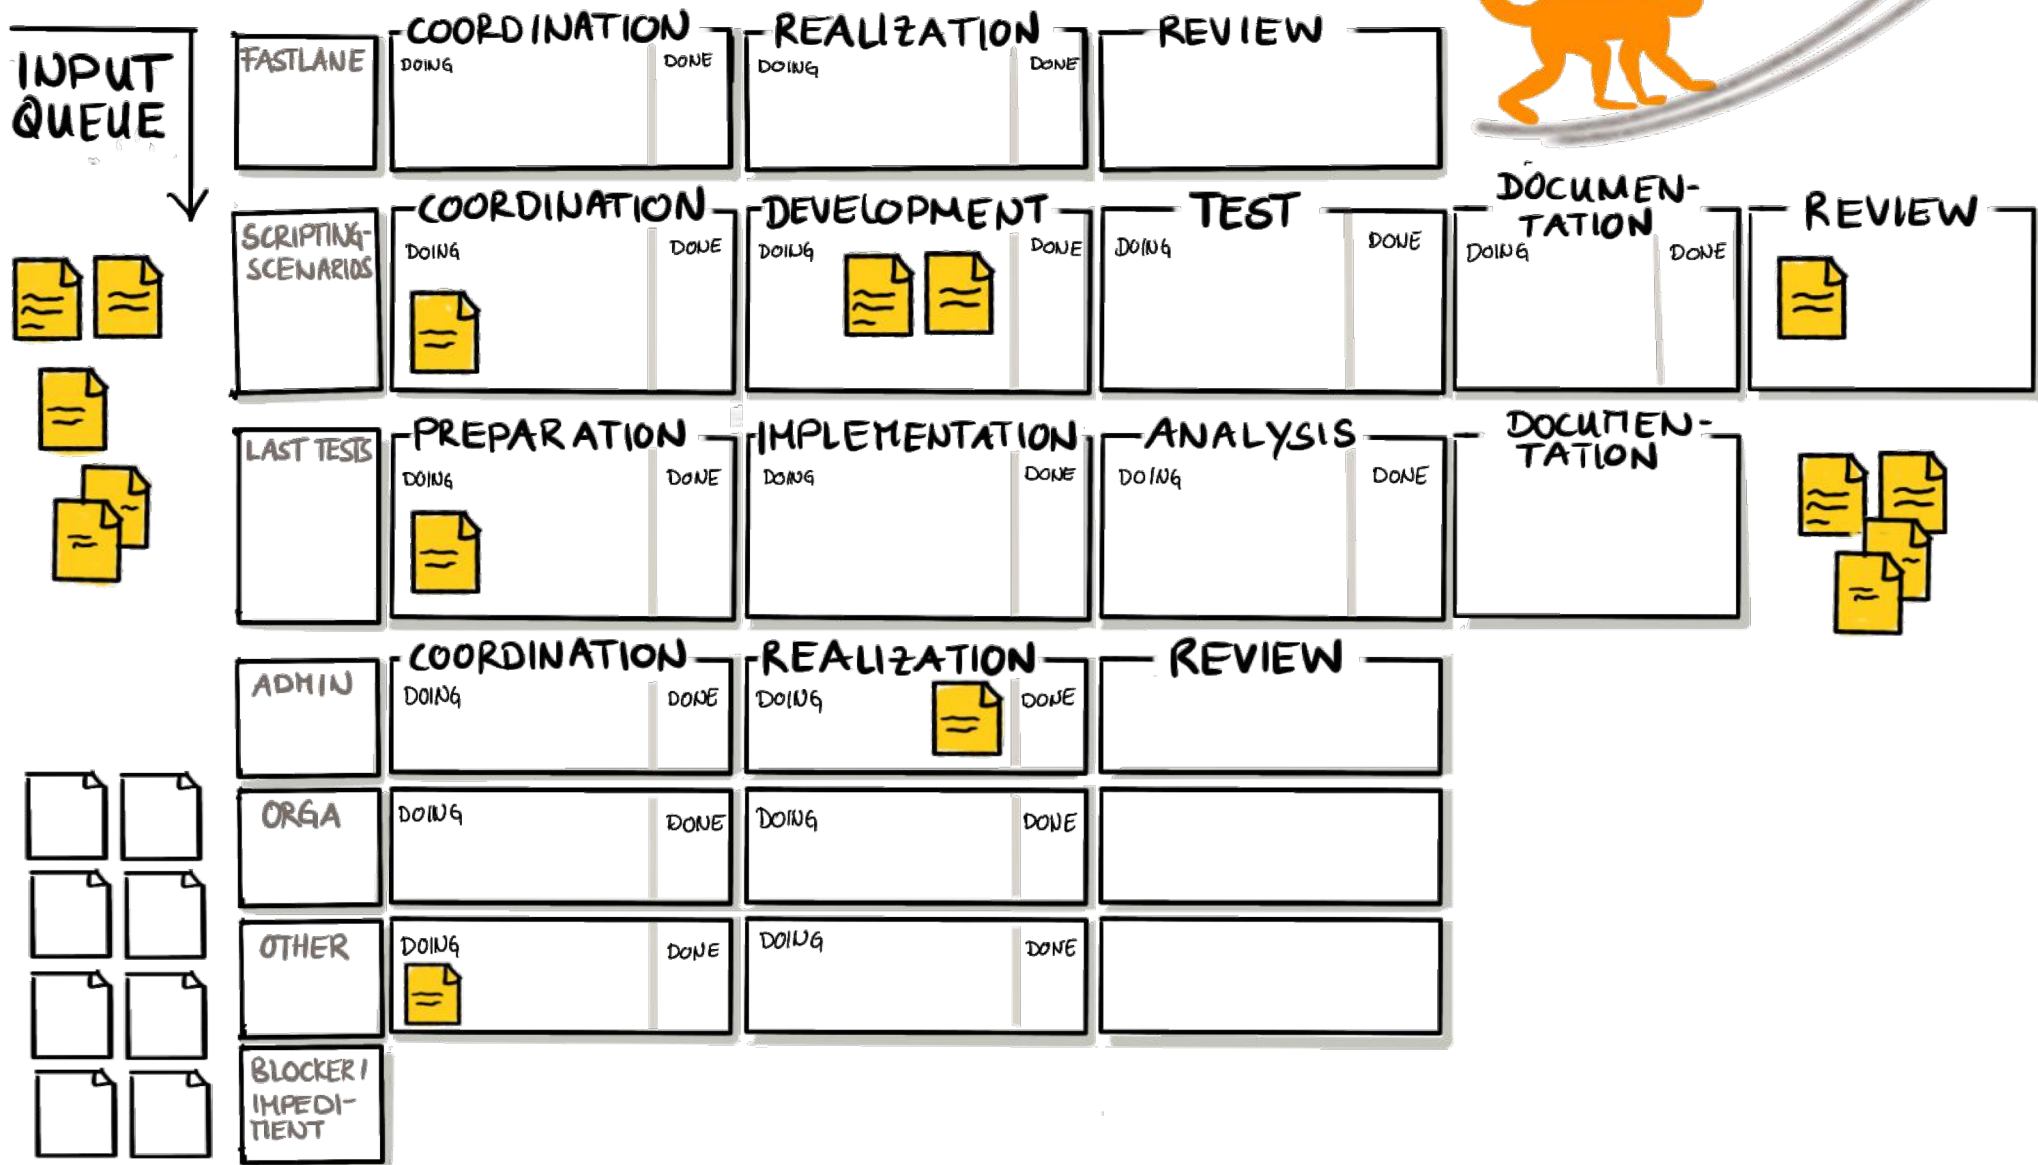 INPUT
QUEUE
FASTLANE
COORDINATION
DOING
DONE
REALIZATION
DOING
DONE
REVIEW
SCRIPTING-
SCENARIOS
COORDINATION
DOING
DONE
DEVELOPMENT
DOING
DONE
TEST
DOING
DONE
DOCUMEN-
TATION
DOING
DONE
REVIEW
LAST TESTS
PREPARATION
DOING
DONE
IMPLEMENTATION
DOING
DONE
ANALYSIS
DOING
DONE
DOCUMEN-
TATION
ADMIN
COORDINATION
DOING
DONE
REALIZATION
DOING
DONE
REVIEW
ORGA
DOING
DONE
DOING
DONE
OTHER
DOING
DONE
DOING
DONE
BLOCKER/
IMPEDI-
MENT